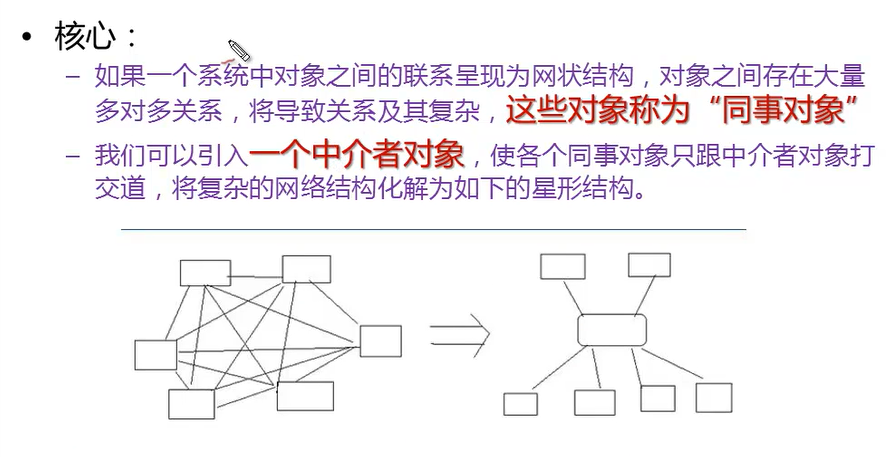 • 核心：
– 如果一个系统中对象之间的联系呈现为网状结构，对象之间存在大量
多对多关系，将导致关系及其复杂，这些对象称为“同事对象”
– 我们可以引入一个中介者对象，使各个同事对象只跟中介者对象打
交道，将复杂的网络结构化解为如下的星形结构。